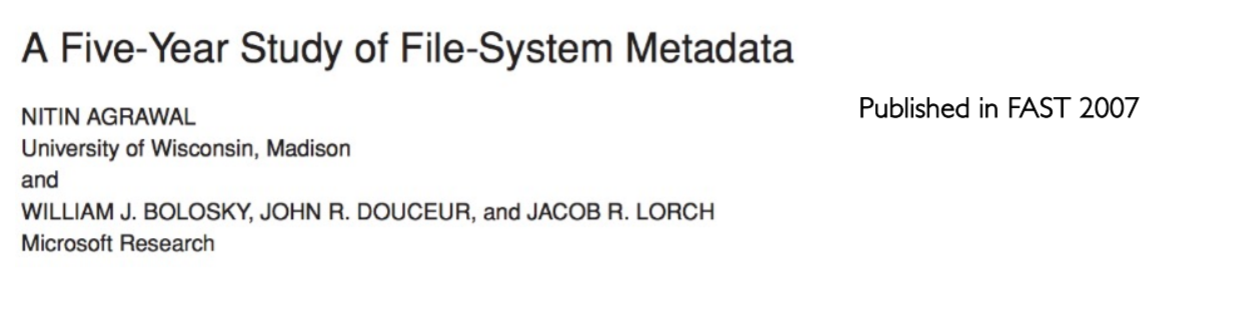 A Five-Year Study of File-System Metadata
NITIN AGRAWAL
Published in FAST 2007
University of Wisconsin, Madison
and
WILLIAM J. BOLOSKY, JOHN R. DOUCEUR, and JACOB R. LORCH
Microsoft Research